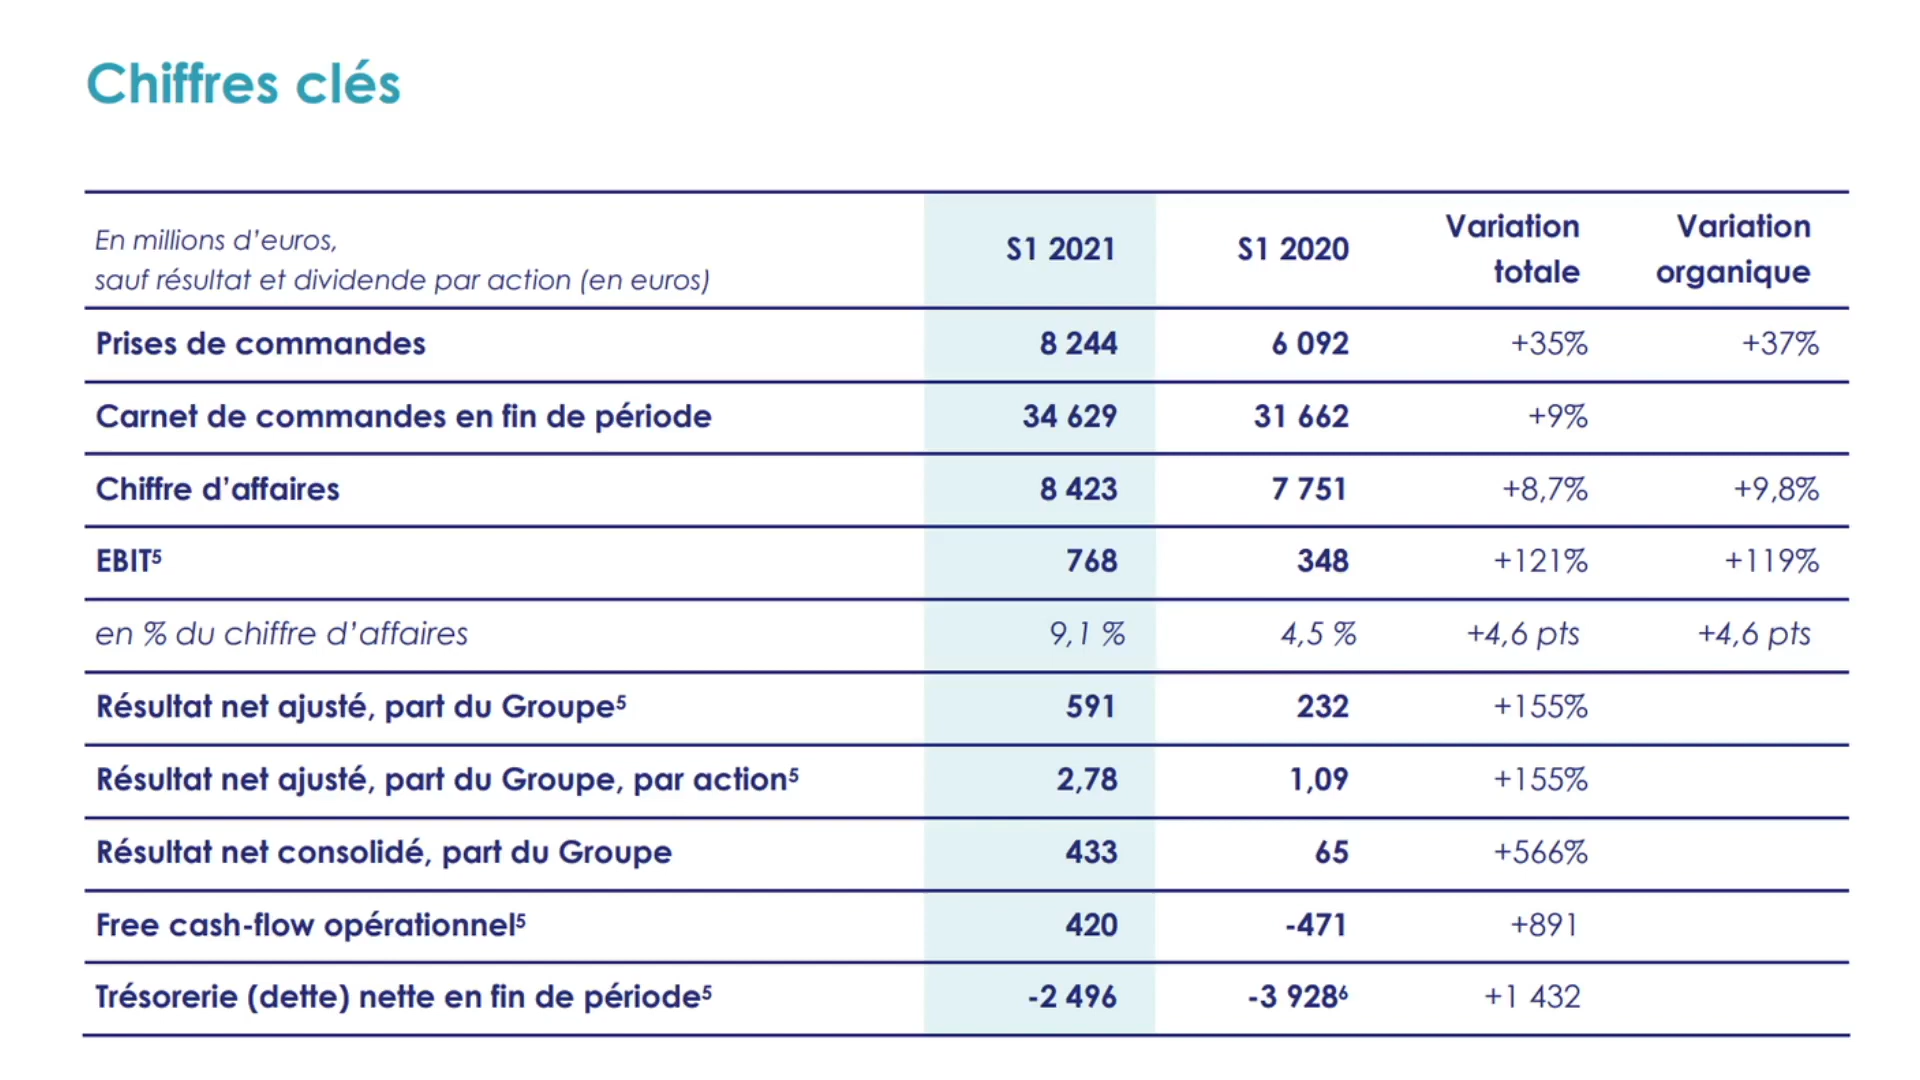 Chiffres clés
En millions d’euros,
sauf résultat et dividende par action (en euros)
S1 2021 S1 2020 Variation totale Variation organique
Prises de commandes 8 244 6 092 +35% +37%
Carnet de commandes en fin de période 34 629 31 662 +9%
Chiffre d’affaires 8 423 7 751 +8,7% +9,8%
EBIT⁵ 768 348 +121% +119%
en % du chiffre d’affaires 9,1 % 4,5 % +4,6 pts +4,6 pts
Résultat net ajusté, part du Groupe⁵ 591 232 +155%
Résultat net ajusté, part du Groupe, par action⁵ 2,78 1,09 +155%
Résultat net consolidé, part du Groupe 433 65 +566%
Free cash-flow opérationnel⁵ 420 -471 +891
Trésorerie (dette) nette en fin de période⁵ -2 496 -3 928⁶ +1 432